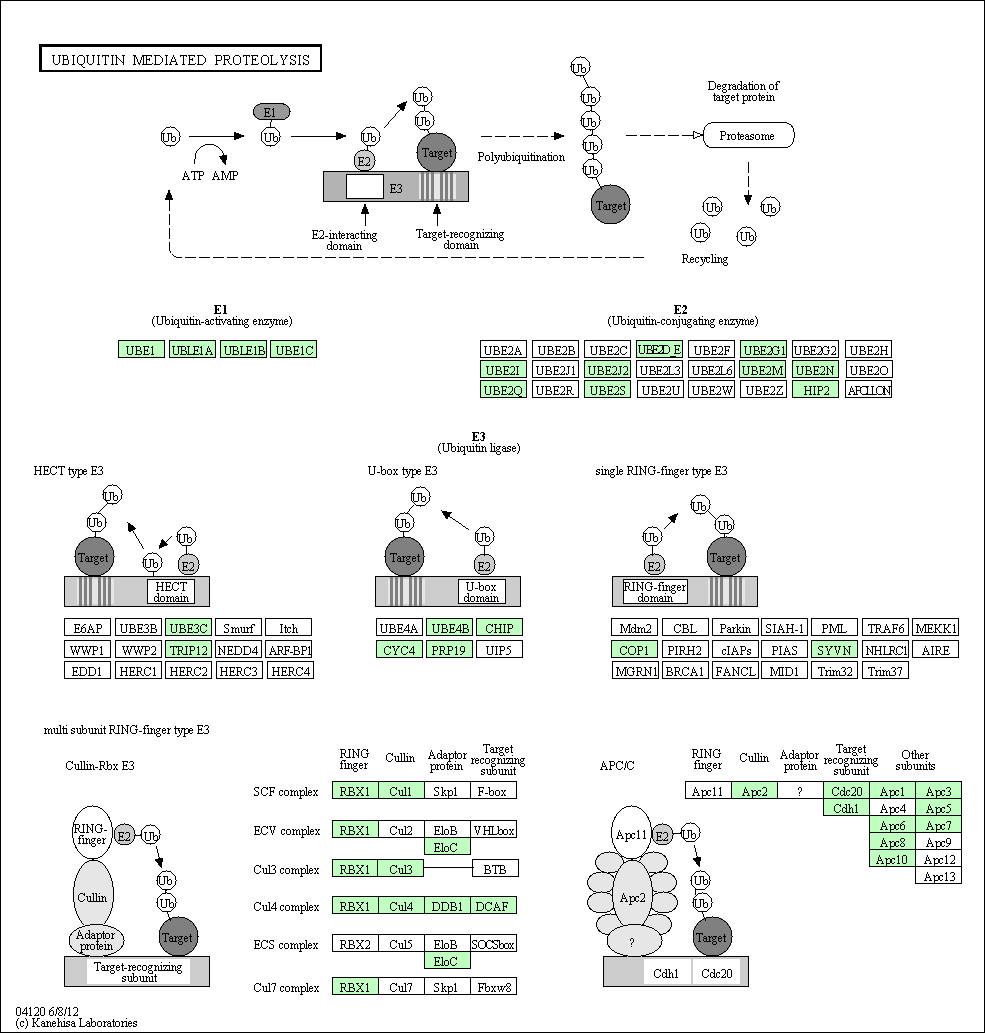 UBIQUITIN MEDIATED PROTEOLYSIS
Degradation of
target protein
Ub
E1
Ub
ATP AMP
Ub
E2
Ub
Ub
Target
E3
E2-interacting
domain
Target-recognizing
domain
Polyubiquitination
Ub
Ub
Ub
Ub
Ub
Target
Proteasome
Ub
Ub
Ub
Ub
Recycling
E1
(Ubiquitin-activating enzyme)
UBE1 UBLE1A UBLE1B UBE1C
E2
(Ubiquitin-conjugating enzyme)
UBE2A UBE2B UBE2C UBE2D_E UBE2F UBE2G1 UBE2G2 UBE2H
UBE2I UBE2J1 UBE2J2 UBE2L3 UBE2L6 UBE2M UBE2N UBE2O
UBE2Q UBE2R UBE2S UBE2U UBE2W UBE2Z HIP2 APCLLON
E3
(Ubiquitin ligase)
HECT type E3
Ub
Ub
Target
Ub
Ub
E2
HECT
domain
E6AP UBE3B UBE3C Smurf Itch
WWP1 WWP2 TRIP12 NEDD4 ARF-BP1
EDD1 HERC1 HERC2 HERC3 HERC4
U-box type E3
Ub
Ub
Target
Ub
E2
U-box
domain
UBE4A UBE4B CHIP
CYC4 PRP19 UIP5
single RING-finger type E3
Ub
Ub
Ub
E2
Target
RING-finger
domain
Mdm2 CBL Parkin SIAH-1 PML TRAF6 MEKK1
COP1 PIRH2 cIAPs PIAS SYVN NHLRC1 AIRE
MGRN1 BRCA1 FANCL MID1 Trim32 Trim37
multi subunit RING-finger type E3
Cullin-Rbx E3
RING-
finger
E2
Ub
Cullin
Ub
Ub
Adaptor
protein
Target
Target-recognizing
subunit
RING
finger
Cullin
Adaptor
protein
Target
recognizing
subunit
SCF complex RBX1 Cul1 Skp1 F-box
ECV complex RBX1 Cul2 EloB VHLbox
EloC
Cul3 complex RBX1 Cul3 BTB
Cul4 complex RBX1 Cul4 DDB1 DCAF
ECS complex RBX2 Cul5 EloB SOCSbox
EloC
Cul7 complex RBX1 Cul7 Skp1 Fbxw8
APC/C
RING
finger
Cullin
Adaptor
protein
Target
recognizing
subunit
Other
subunits
Apc11 Apc2 ? Cdc20 Apc1 Apc3
Cdh1 Apc4 Apc5
Apc6 Apc7
Apc8 Apc9
Apc10 Apc12
Apc13
Apc11
E2
Ub
Apc2
Ub
Ub
?
Target
Cdh1 Cdc20
04120 6/8/12
(c) Kanehisa Laboratories